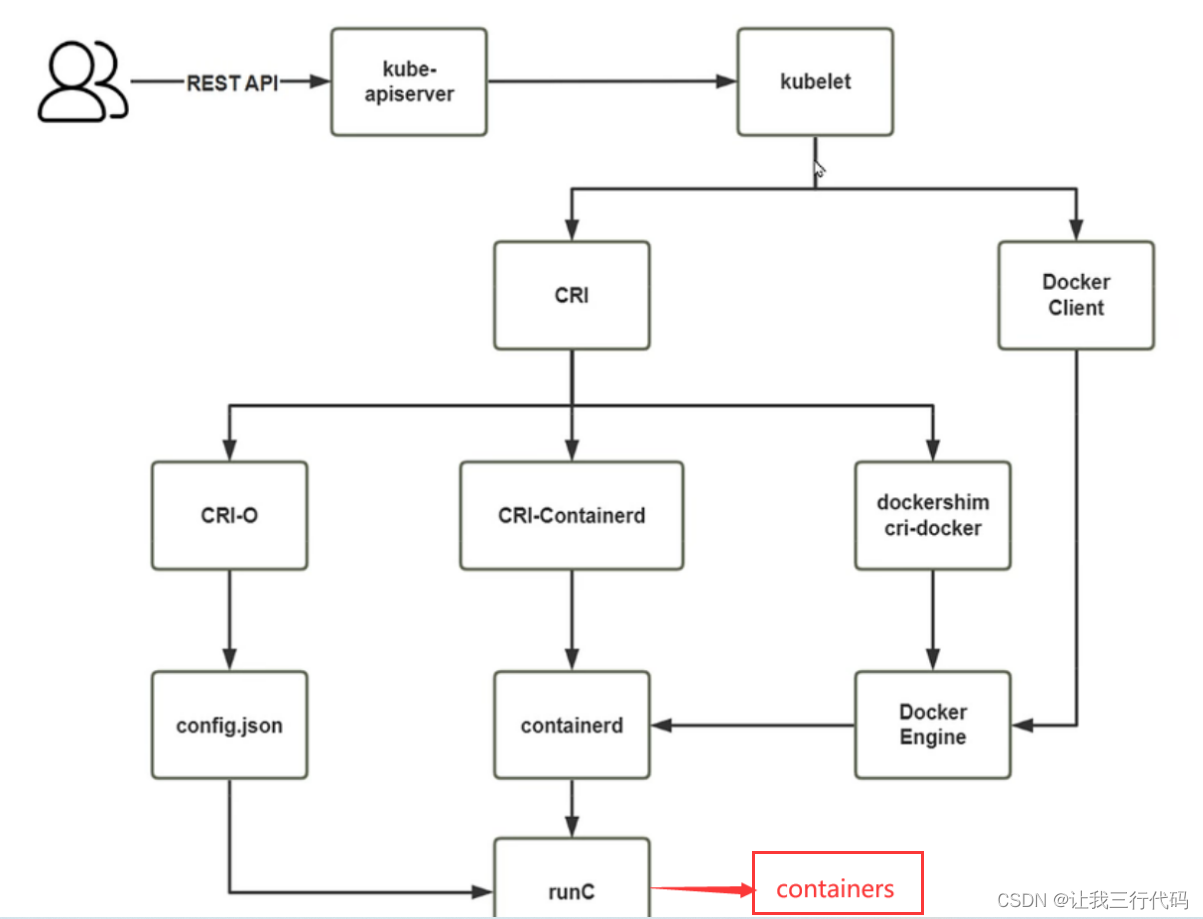 REST API
kube-
apiserver
kubelet
CRI
Docker
Client
CRI-O
CRI-Containerd
dockershim
cri-docker
config.json
containerd
Docker
Engine
runC
containers
CSDN @让我三行代码